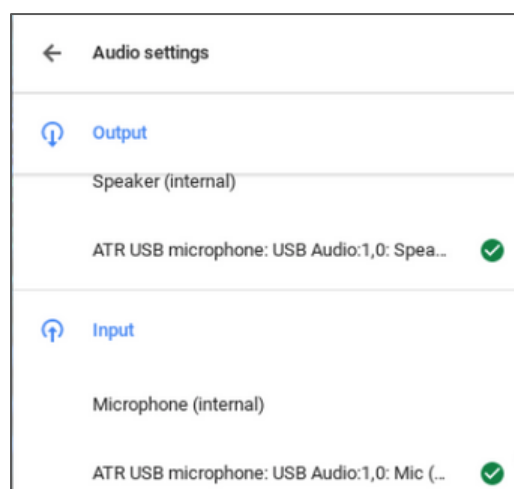 Audio settings
Output
Speaker (internal)
ATR USB microphone: USB Audio:1,0: Spea...
Input
Microphone (internal)
ATR USB microphone: USB Audio:1,0: Mic (...